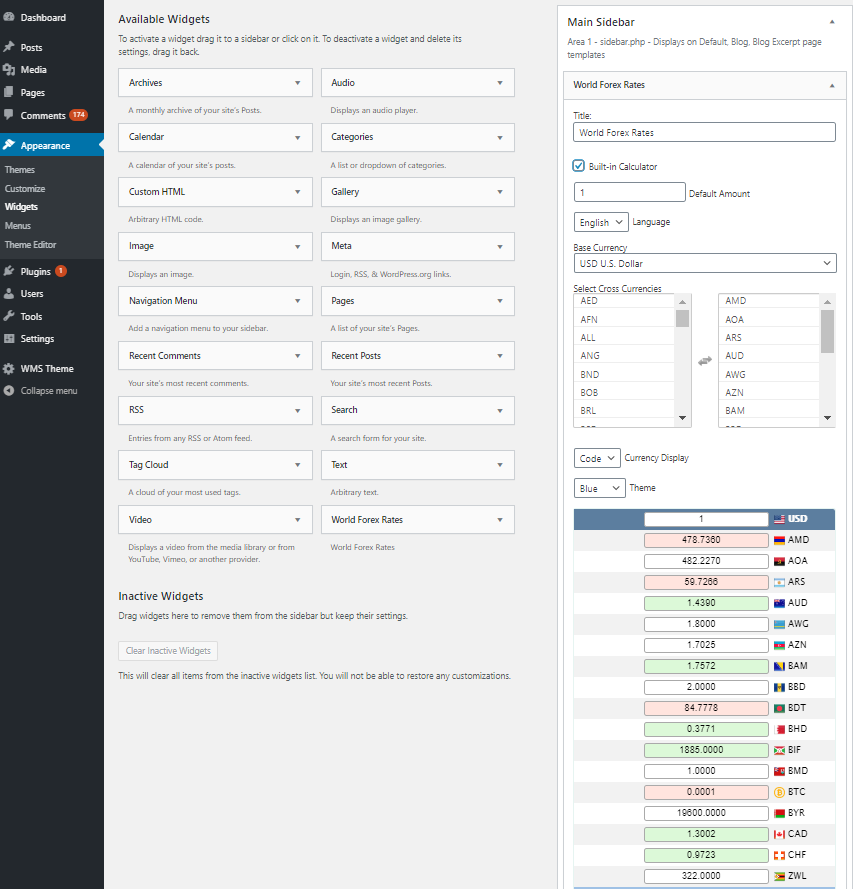 Dashboard
Posts
Media
Pages
Comments 174
Appearance
Themes
Customize
Widgets
Menus
Theme Editor
Plugins 1
Users
Tools
Settings
WMS Theme
Collapse menu
Available Widgets
To activate a widget drag it to a sidebar or click on it. To deactivate a widget and delete its
settings, drag it back.
Archives
Audio
A monthly archive of your site's Posts.
Displays an audio player.
Calendar
Categories
A calendar of your site's posts.
A list or dropdown of categories.
Custom HTML
Gallery
Arbitrary HTML code.
Displays an image gallery.
Image
Meta
Displays an image.
Login, RSS, & WordPress.org links.
Navigation Menu
Pages
Add a navigation menu to your sidebar.
A list of your site's Pages.
Recent Comments
Recent Posts
Your site's most recent comments.
Your site's most recent Posts.
RSS
Search
Entries from any RSS or Atom feed.
A search form for your site.
Tag Cloud
Text
A cloud of your most used tags.
Arbitrary text.
Video
World Forex Rates
Displays a video from the media library or from
YouTube, Vimeo, or another provider.
World Forex Rates
Inactive Widgets
Drag widgets here to remove them from the sidebar but keep their settings.
Clear Inactive Widgets
This will clear all items from the inactive widgets list. You will not be able to restore any customizations.
Main Sidebar
Area 1 - sidebar.php - Displays on Default, Blog, Blog Excerpt page
templates
World Forex Rates
Title:
World Forex Rates
Built-in Calculator
1 Default Amount
English Language
Base Currency
USD U.S. Dollar
Select Cross Currencies
AED
AFN
ALL
ANG
BND
BOB
BRL
AMD
AOA
ARS
AUD
AWG
AZN
BAM
Code Currency Display
Blue Theme
1 USD
478.7360 AMD
482.2270 AOA
59.7266 ARS
1.4390 AUD
1.8000 AWG
1.7025 AZN
1.7572 BAM
2.0000 BBD
84.7778 BDT
0.3771 BHD
1885.0000 BIF
1.0000 BMD
0.0001 BTC
19600.0000 BYR
1.3002 CAD
0.9723 CHF
322.0000 ZWL